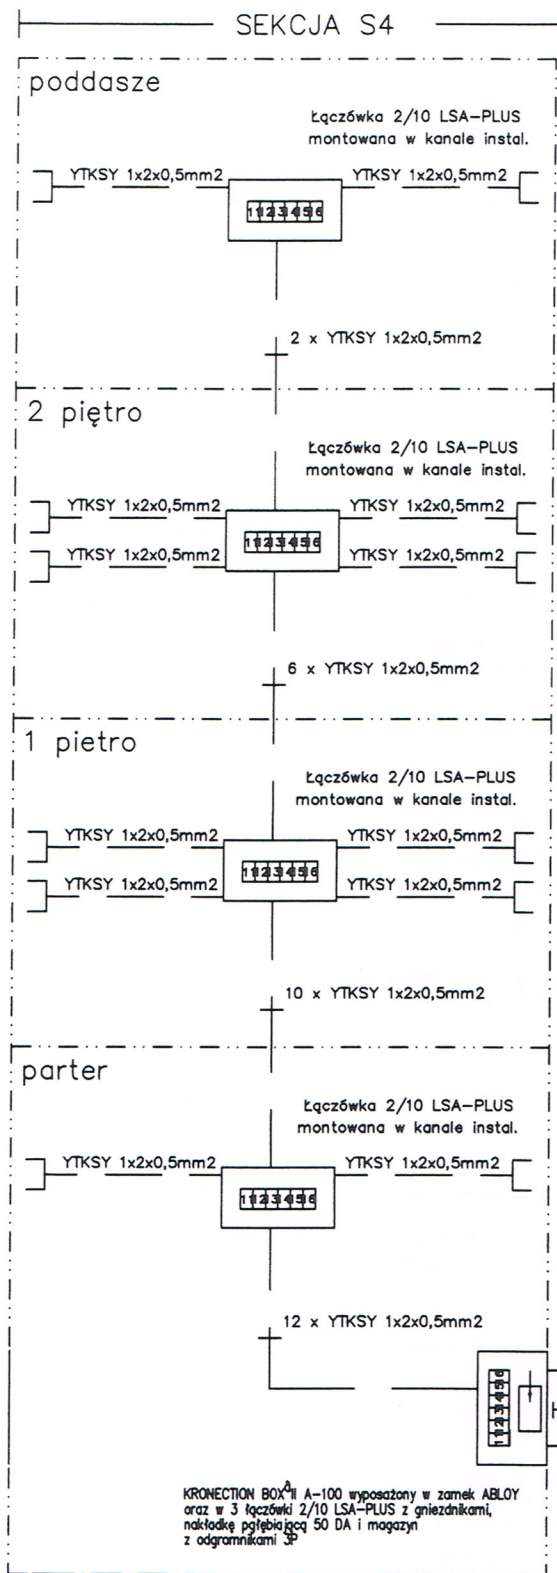 SEKCJA S4
poddasze
Łączówka 2/10 LSA-PLUS
montowana w kanale instal.
YTKSY 1x2x0,5mm2
YTKSY 1x2x0,5mm2
2 x YTKSY 1x2x0,5mm2
2 piętro
Łączówka 2/10 LSA-PLUS
montowana w kanale instal.
YTKSY 1x2x0,5mm2
YTKSY 1x2x0,5mm2
YTKSY 1x2x0,5mm2
YTKSY 1x2x0,5mm2
6 x YTKSY 1x2x0,5mm2
1 pietro
Łączówka 2/10 LSA-PLUS
montowana w kanale instal.
YTKSY 1x2x0,5mm2
YTKSY 1x2x0,5mm2
YTKSY 1x2x0,5mm2
YTKSY 1x2x0,5mm2
10 x YTKSY 1x2x0,5mm2
parter
Łączówka 2/10 LSA-PLUS
montowana w kanale instal.
YTKSY 1x2x0,5mm2
YTKSY 1x2x0,5mm2
12 x YTKSY 1x2x0,5mm2
KRONECTION BOX II A-100 wyposażony w zamek ABLOY
oraz w 3 łączówki 2/10 LSA-PLUS z gniezdnikami,
nakładkę pgłębiającą 50 DA i magazyn
z odgromnikami 3P